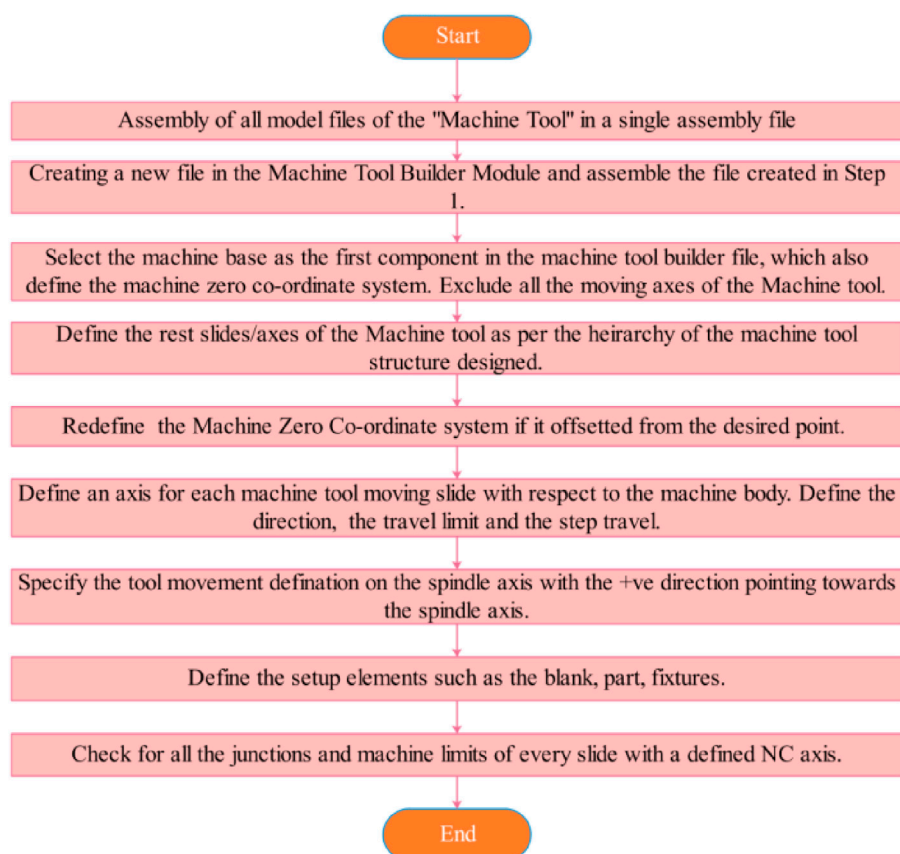 Start
Assembly of all model files of the "Machine Tool" in a single assembly file
Creating a new file in the Machine Tool Builder Module and assemble the file created in Step
1.
Select the machine base as the first component in the machine tool builder file, which also
define the machine zero co-ordinate system. Exclude all the moving axes of the Machine tool.
Define the rest slides/axes of the Machine tool as per the heirarchy of the machine tool
structure designed.
Redefine the Machine Zero Co-ordinate system if it offsetted from the desired point.
Define an axis for each machine tool moving slide with respect to the machine body. Define the
direction, the travel limit and the step travel.
Specify the tool movement defination on the spindle axis with the +ve direction pointing towards
the spindle axis.
Define the setup elements such as the blank, part, fixtures.
Check for all the junctions and machine limits of every slide with a defined NC axis.
End